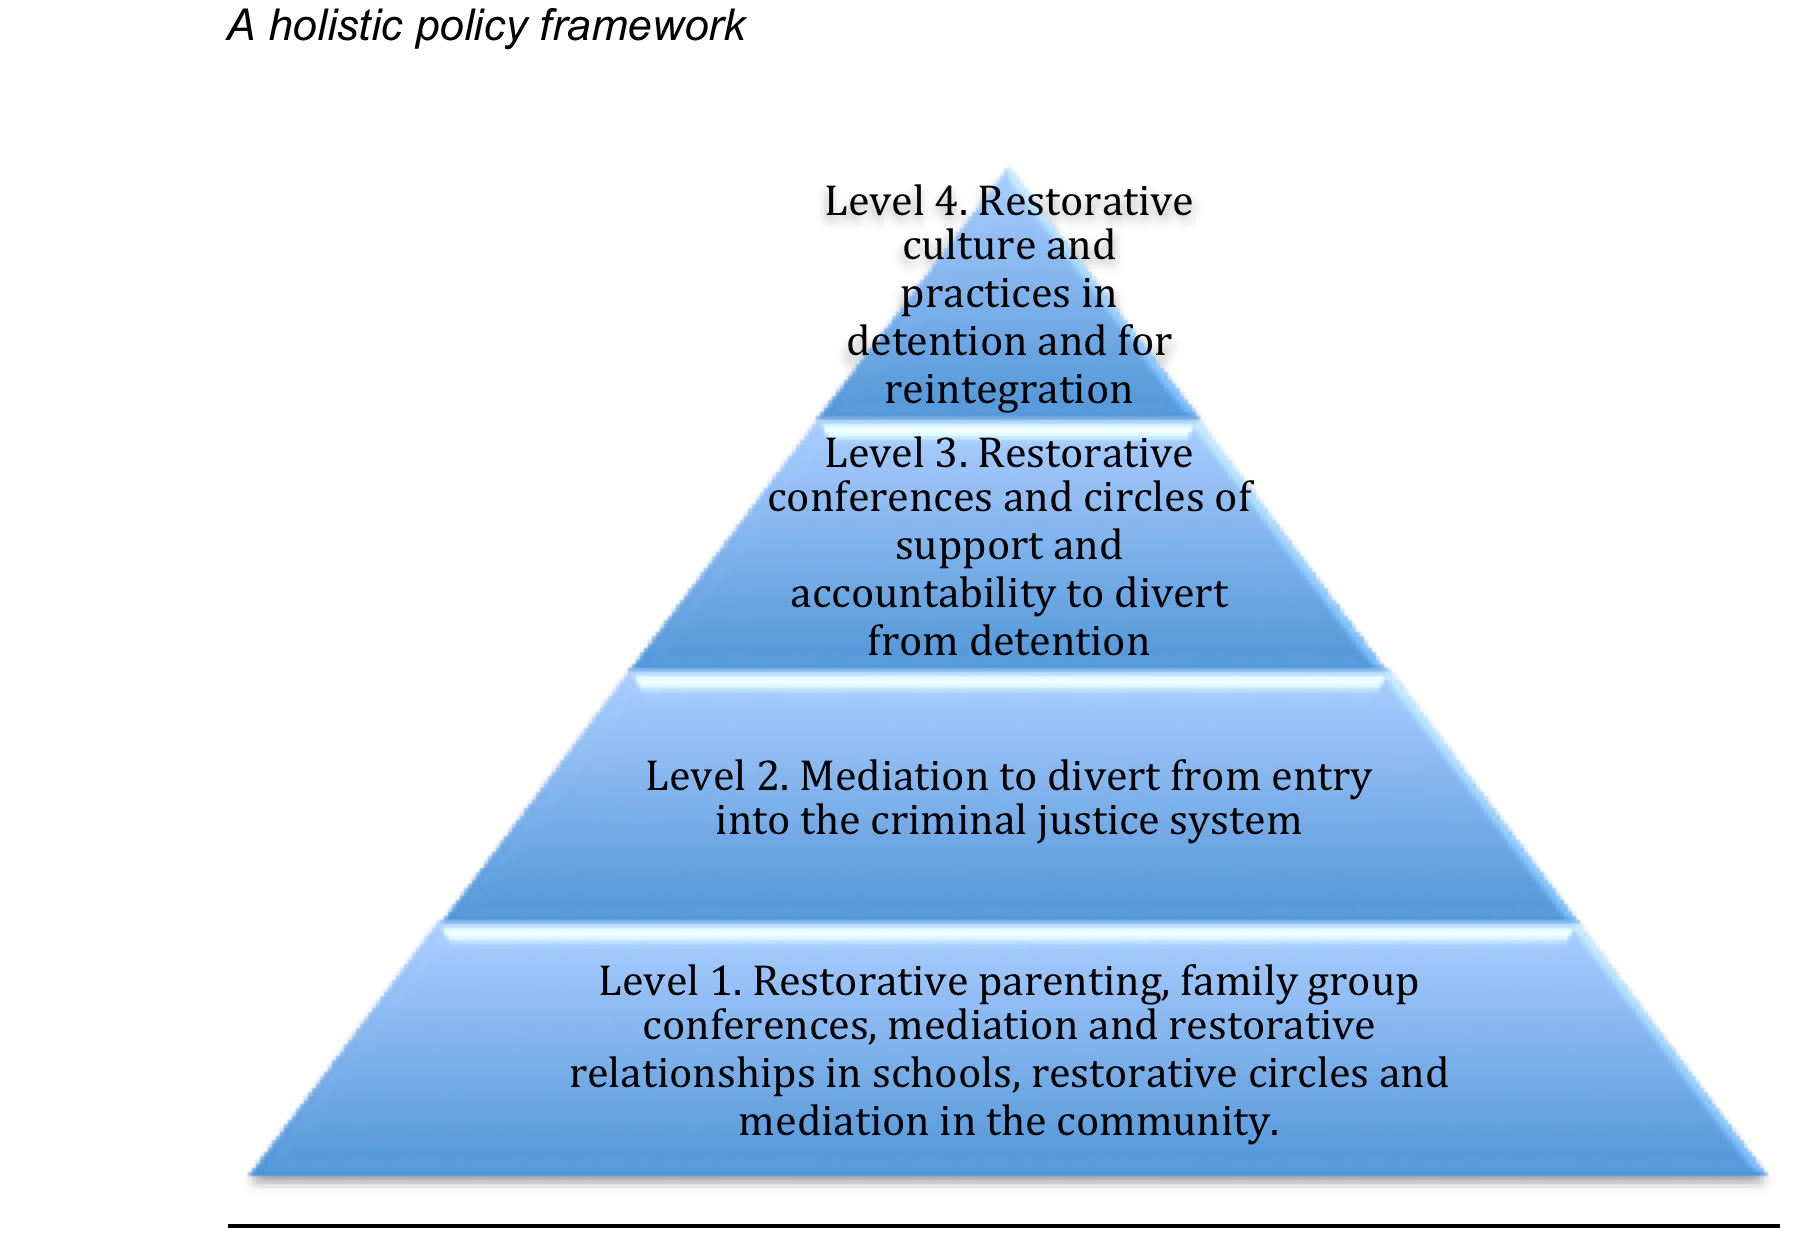 A holistic policy framework
Level 4. Restorative
culture and
practices in
detention and for
reintegration
Level 3. Restorative
conferences and circles of
support and
accountability to divert
from detention
Level 2. Mediation to divert from entry
into the criminal justice system
Level 1. Restorative parenting, family group
conferences, mediation and restorative
relationships in schools, restorative circles and
mediation in the community.